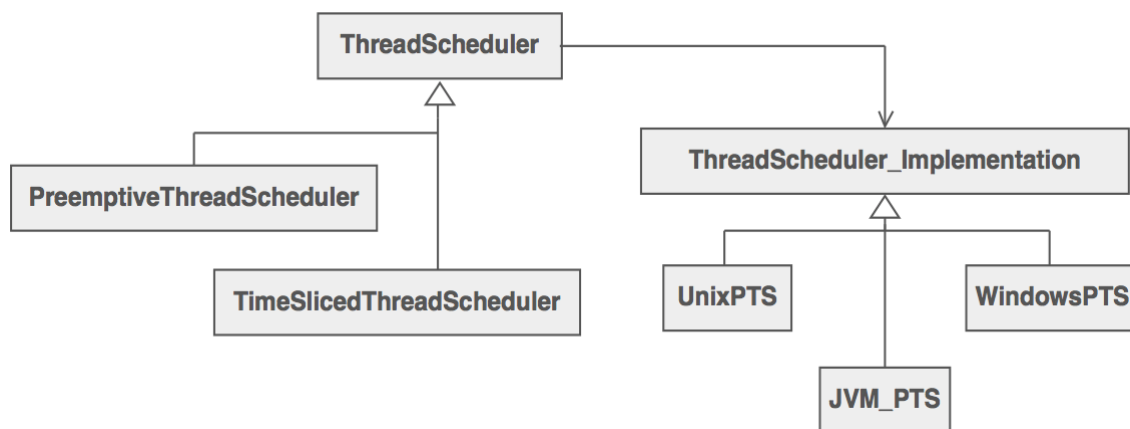 ThreadScheduler
ThreadScheduler_Implementation
PreemptiveThreadScheduler
TimeSlicedThreadScheduler
UnixPTS
WindowsPTS
JVM_PTS